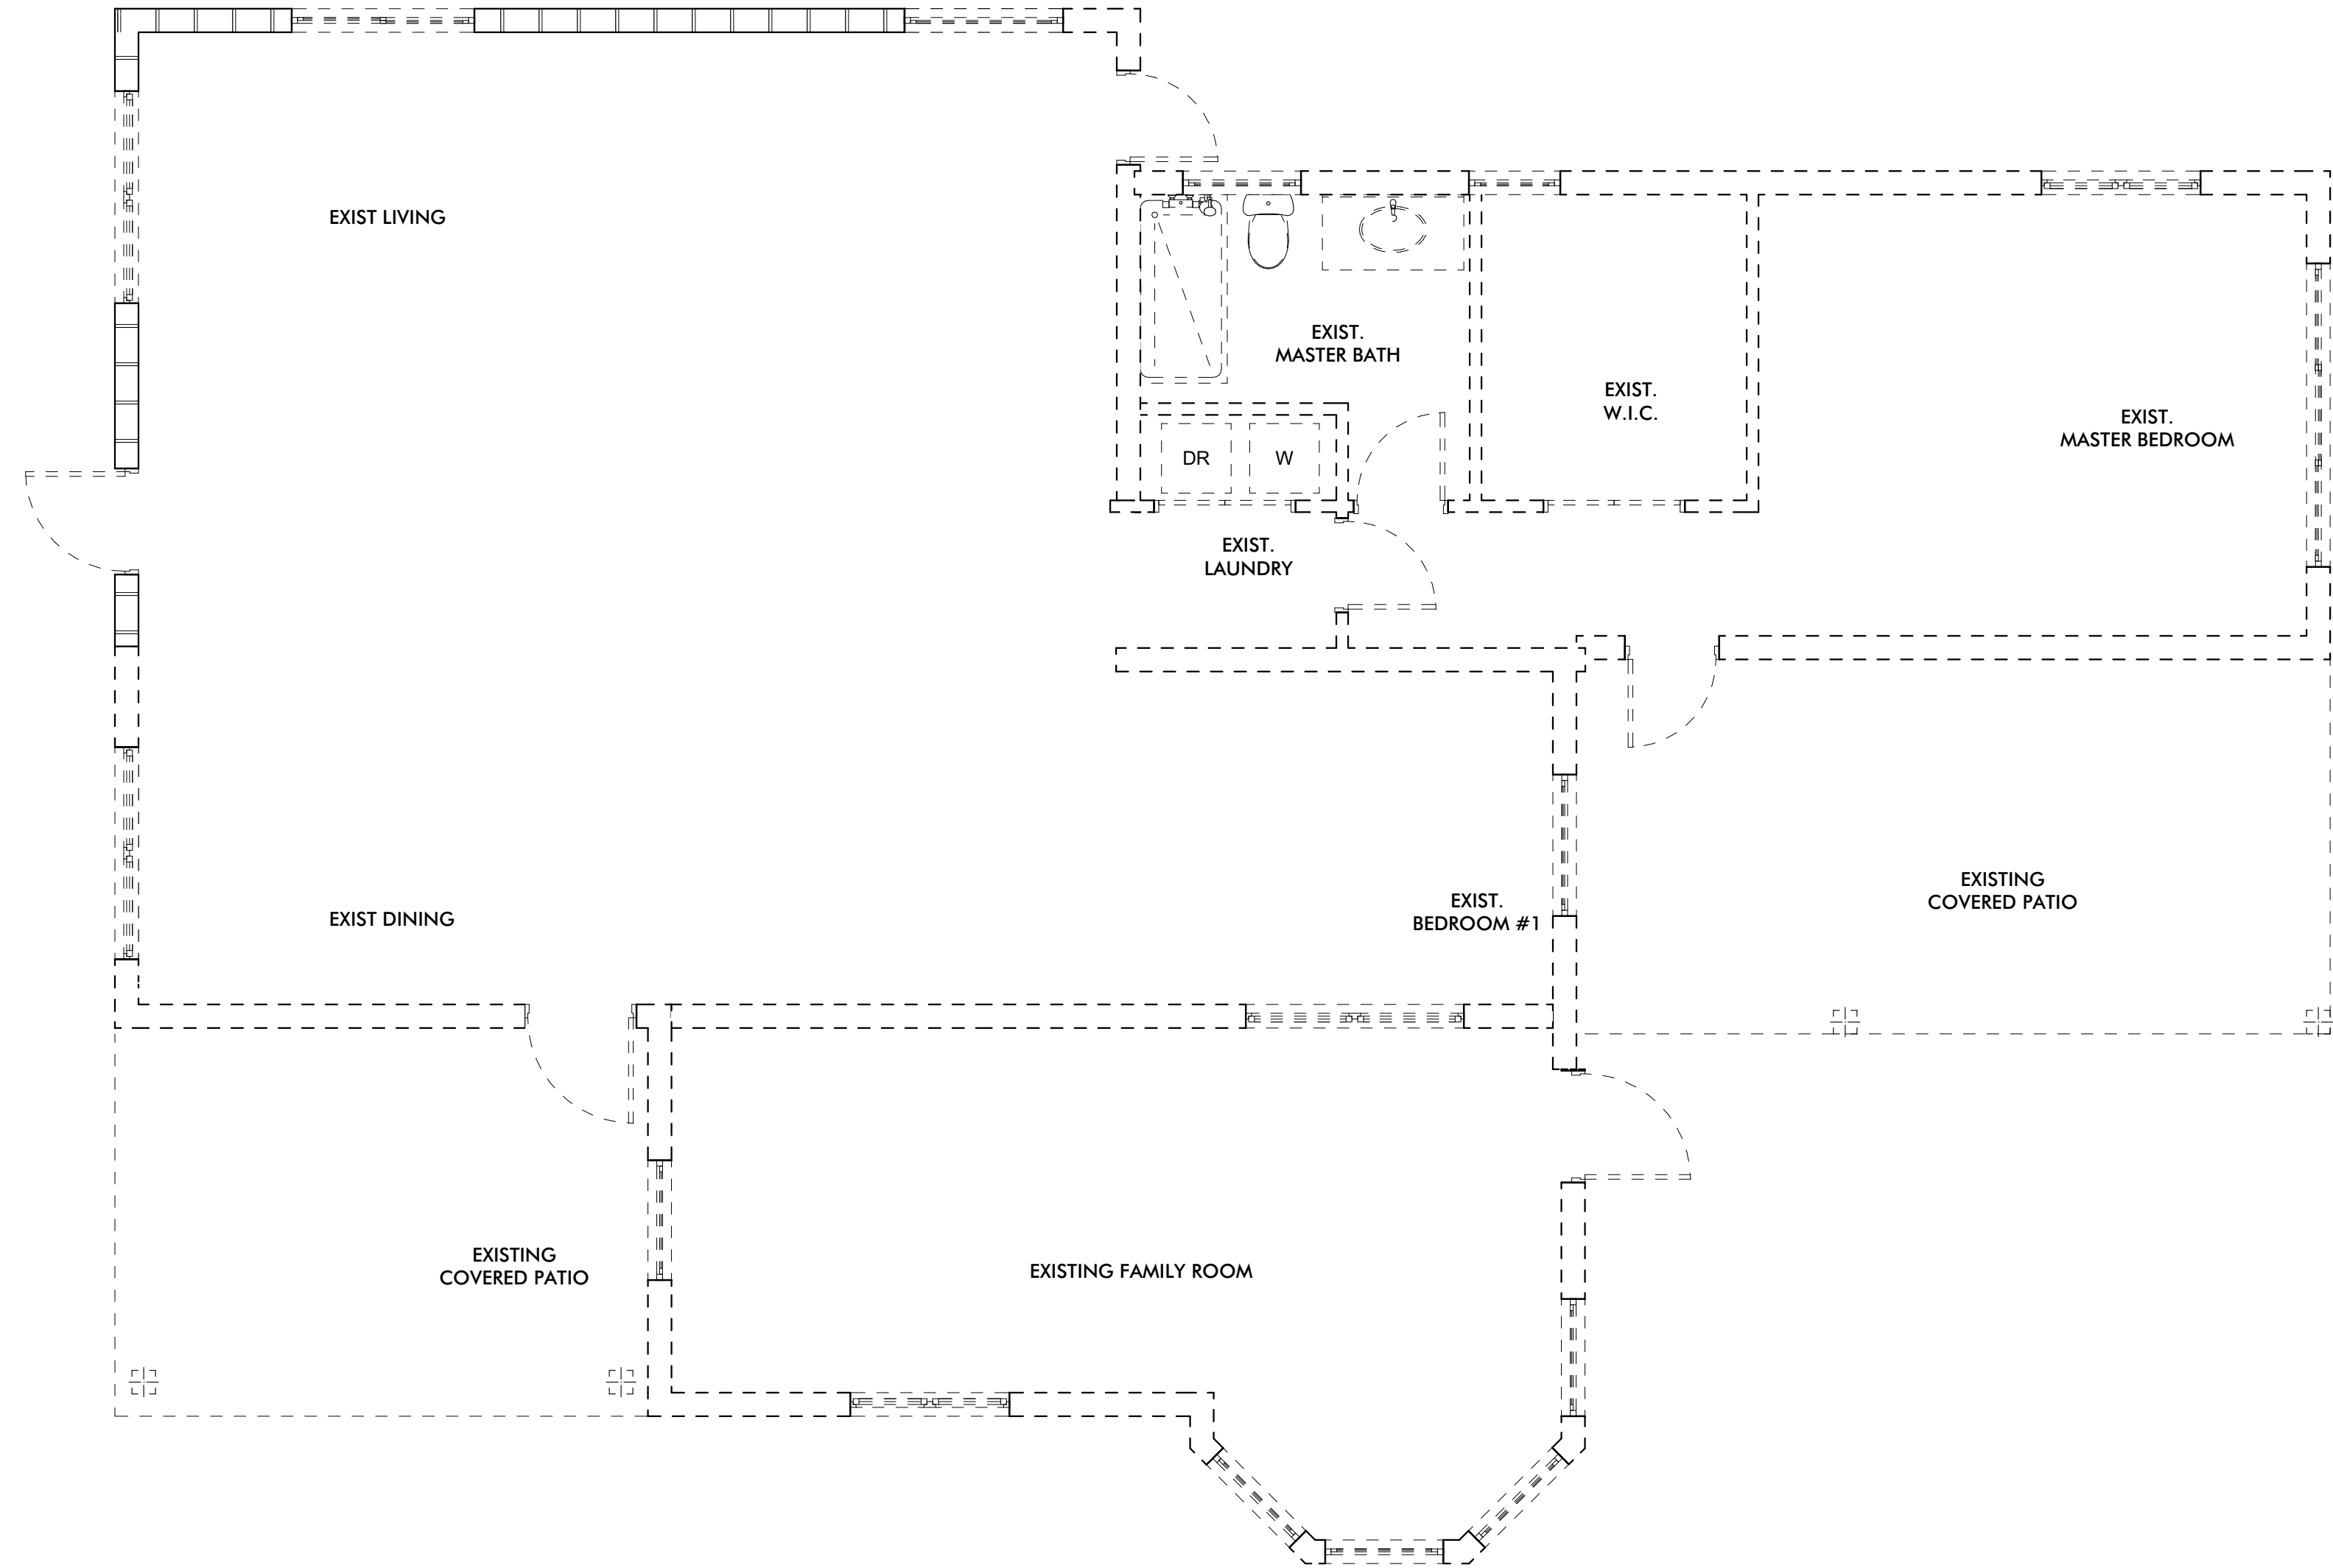 EXIST LIVING
EXIST.
MASTER BATH
EXIST.
W.I.C.
EXIST.
MASTER BEDROOM
DR
W
EXIST.
LAUNDRY
EXISTING
COVERED PATIO
EXIST.
BEDROOM #1
EXIST DINING
EXISTING
COVERED PATIO
EXISTING FAMILY ROOM